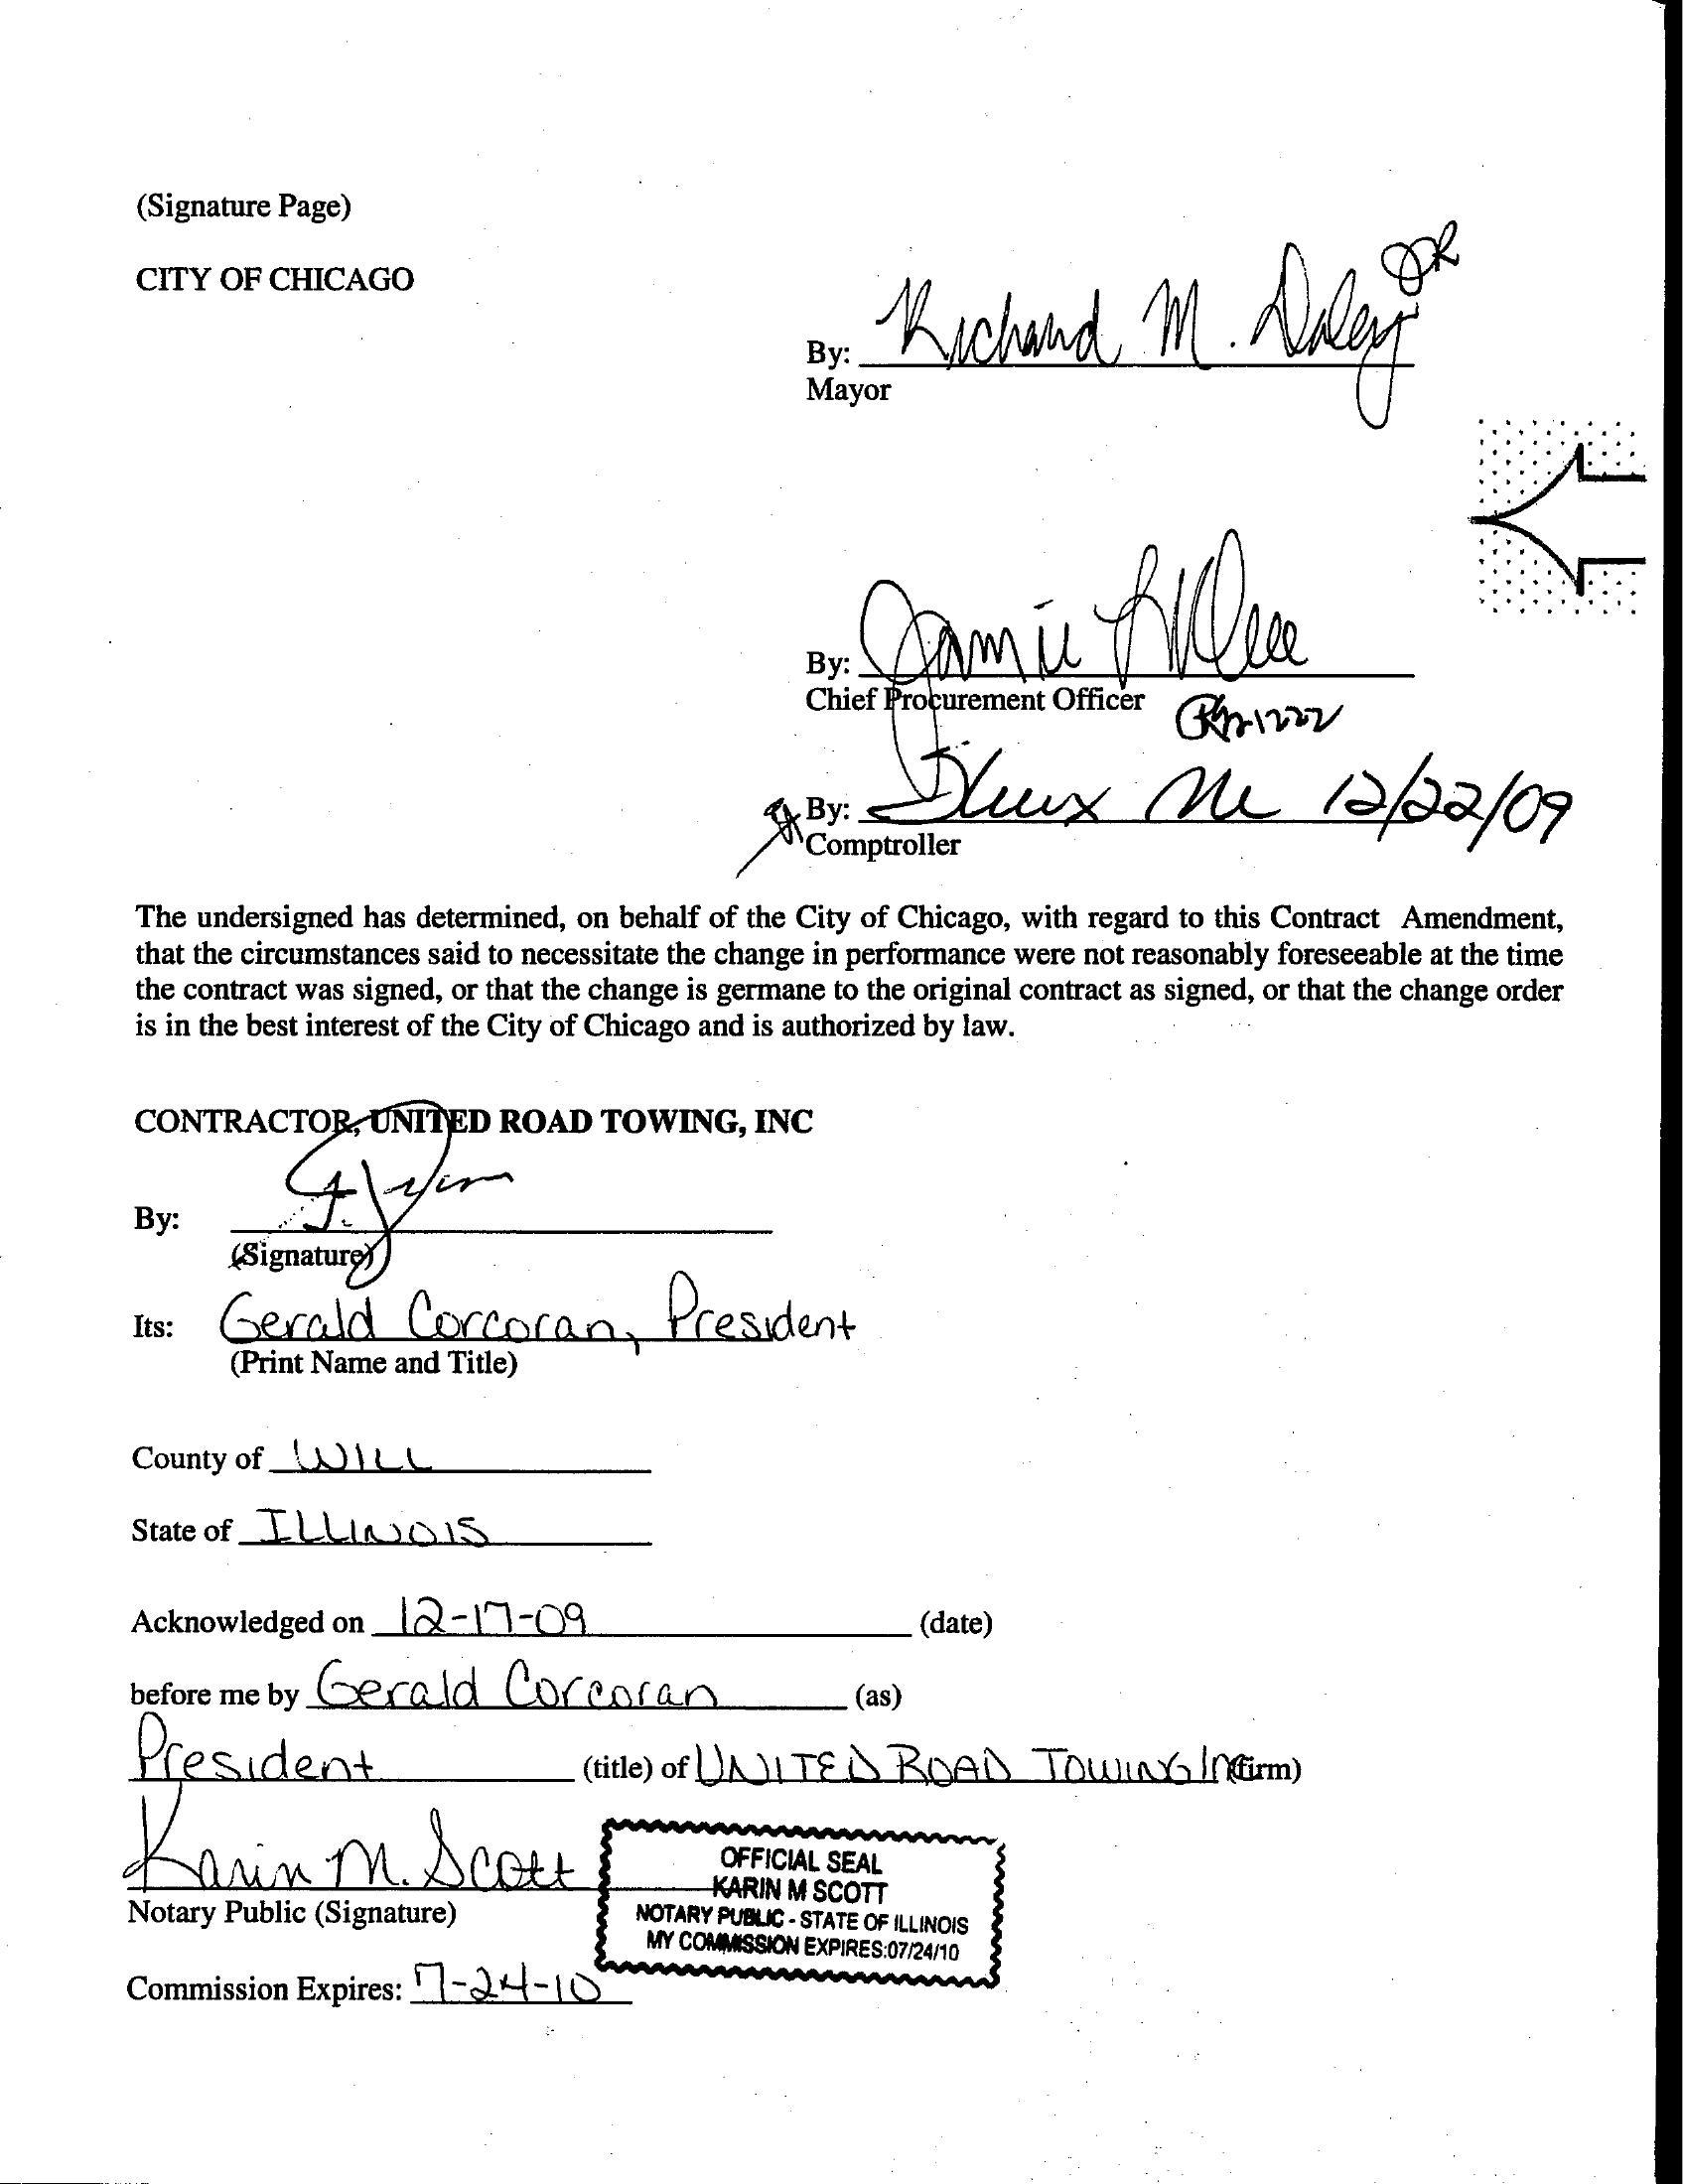 (Signature Page)
CITY OF CHICAGO
By: Richard M. Daley
Mayor
By: Jamie
Chief Procurement Officer
By: 12/22/09
Comptroller
The undersigned has determined, on behalf of the City of Chicago, with regard to this Contract Amendment,
that the circumstances said to necessitate the change in performance were not reasonably foreseeable at the time
the contract was signed, or that the change is germane to the original contract as signed, or that the change order
is in the best interest of the City of Chicago and is authorized by law.
CONTRACTOR, UNITED ROAD TOWING, INC
By:
(Signature)
Its: Gerald Corcoran, President
(Print Name and Title)
County of WILL
State of ILLINOIS
Acknowledged on 12-17-09 (date)
before me by Gerald Corcoran (as)
President (title) of UNITED ROAD TOWING Inc (firm)
Karin M. Scott
Notary Public (Signature)
Commission Expires: 7-24-10
OFFICIAL SEAL
KARIN M SCOTT
NOTARY PUBLIC - STATE OF ILLINOIS
MY COMMISSION EXPIRES:07/24/10